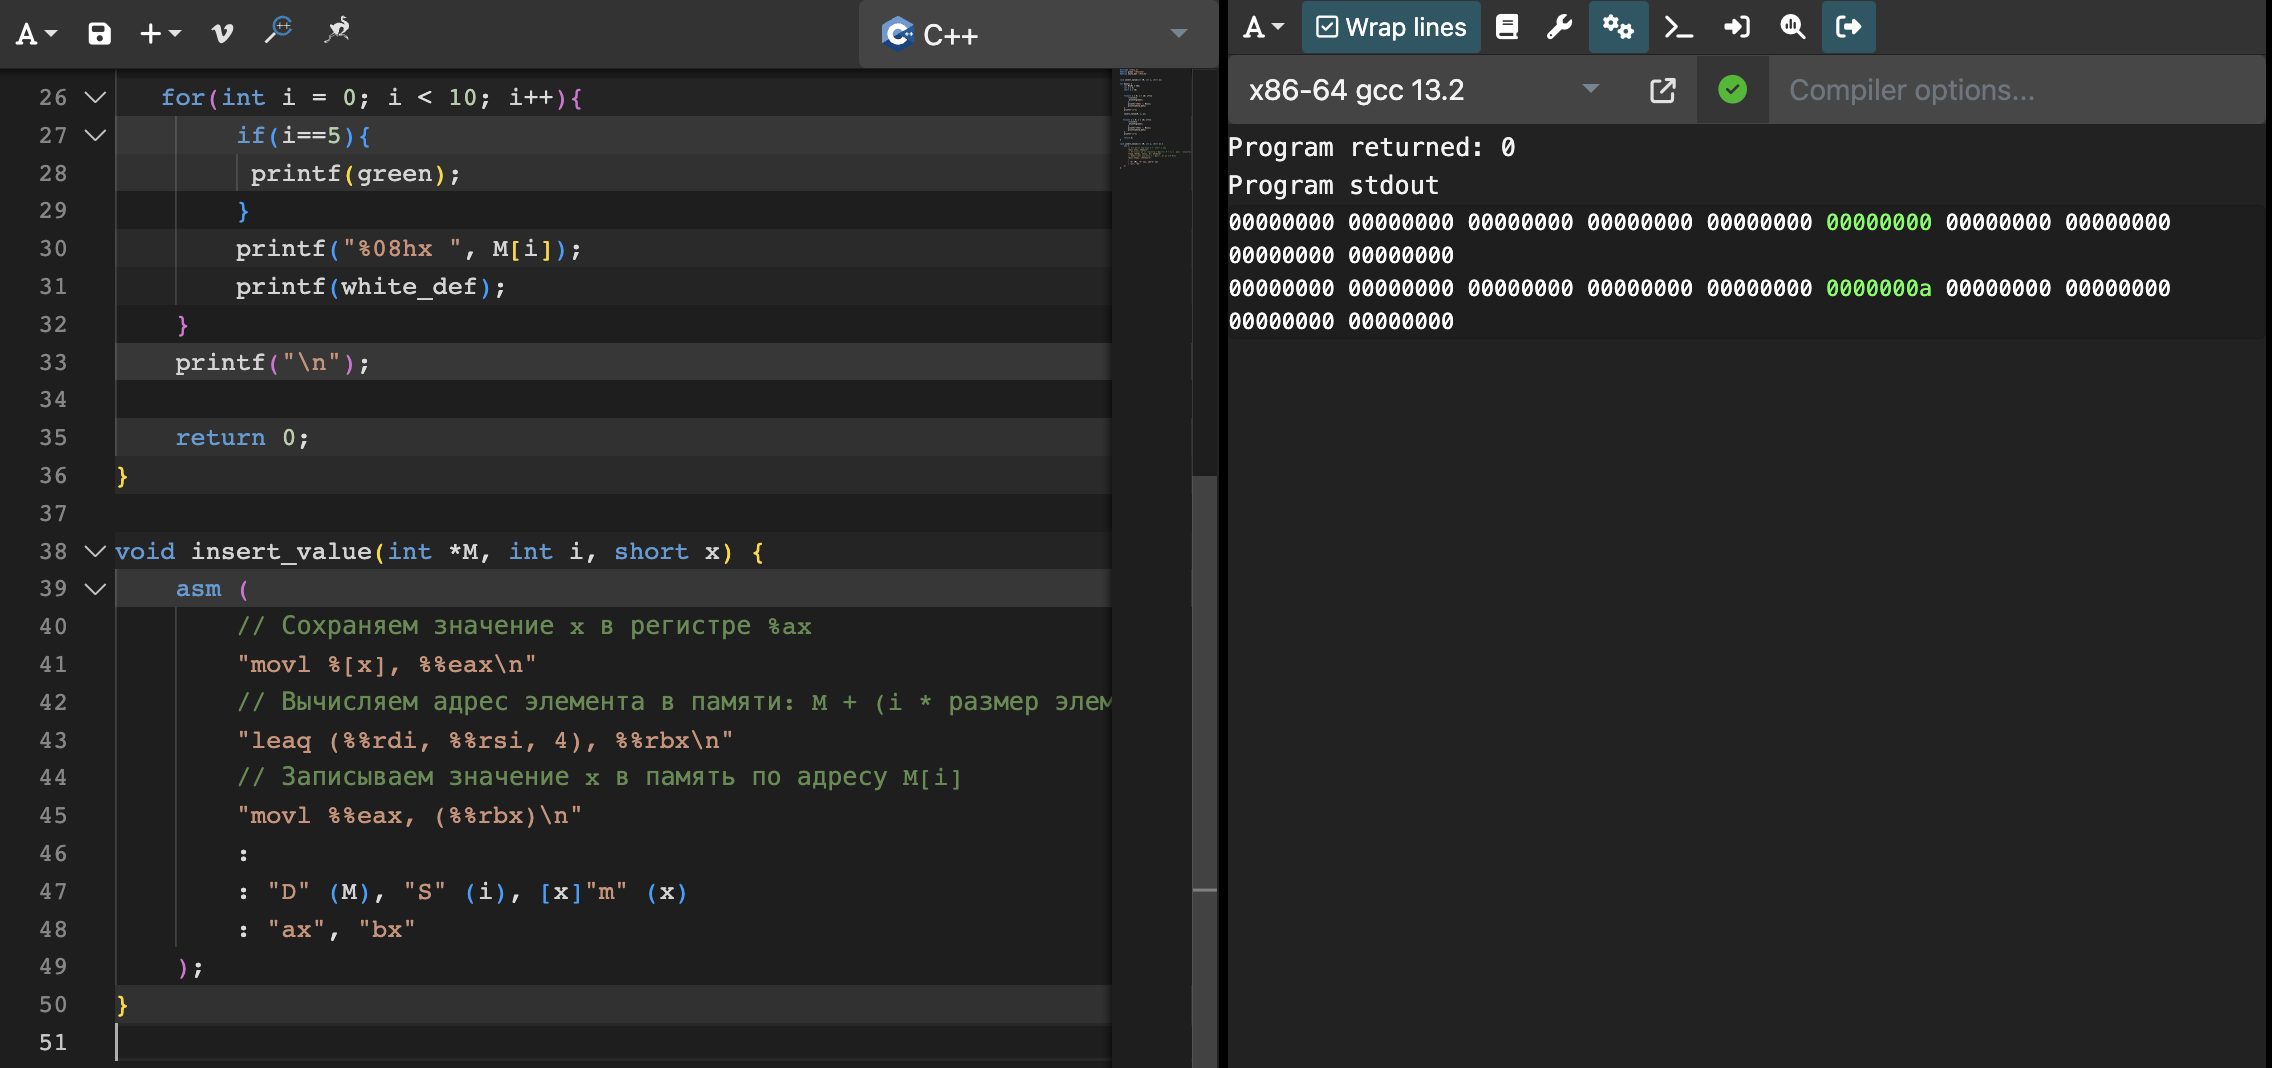 A
C++
26 for(int i = 0; i < 10; i++){
27 if(i==5){
28 printf(green);
29 }
30 printf("%08hx ", M[i]);
31 printf(white_def);
32 }
33 printf("\n");
34
35 return 0;
36 }
37
38 void insert_value(int *M, int i, short x) {
39 asm (
40 // Сохраняем значение x в регистре %ax
41 "movl %[x], %%eax\n"
42 // Вычисляем адрес элемента в памяти: M + (i * размер элем
43 "leaq (%%rdi, %%rsi, 4), %%rbx\n"
44 // Записываем значение x в память по адресу M[i]
45 "movl %%eax, (%%rbx)\n"
46 :
47 : "D" (M), "S" (i), [x]"m" (x)
48 : "ax", "bx"
49 );
50 }
51
A Wrap lines
x86-64 gcc 13.2 Compiler options...
Program returned: 0
Program stdout
00000000 00000000 00000000 00000000 00000000 00000000 00000000 00000000
00000000 00000000
00000000 00000000 00000000 00000000 00000000 0000000a 00000000 00000000
00000000 00000000